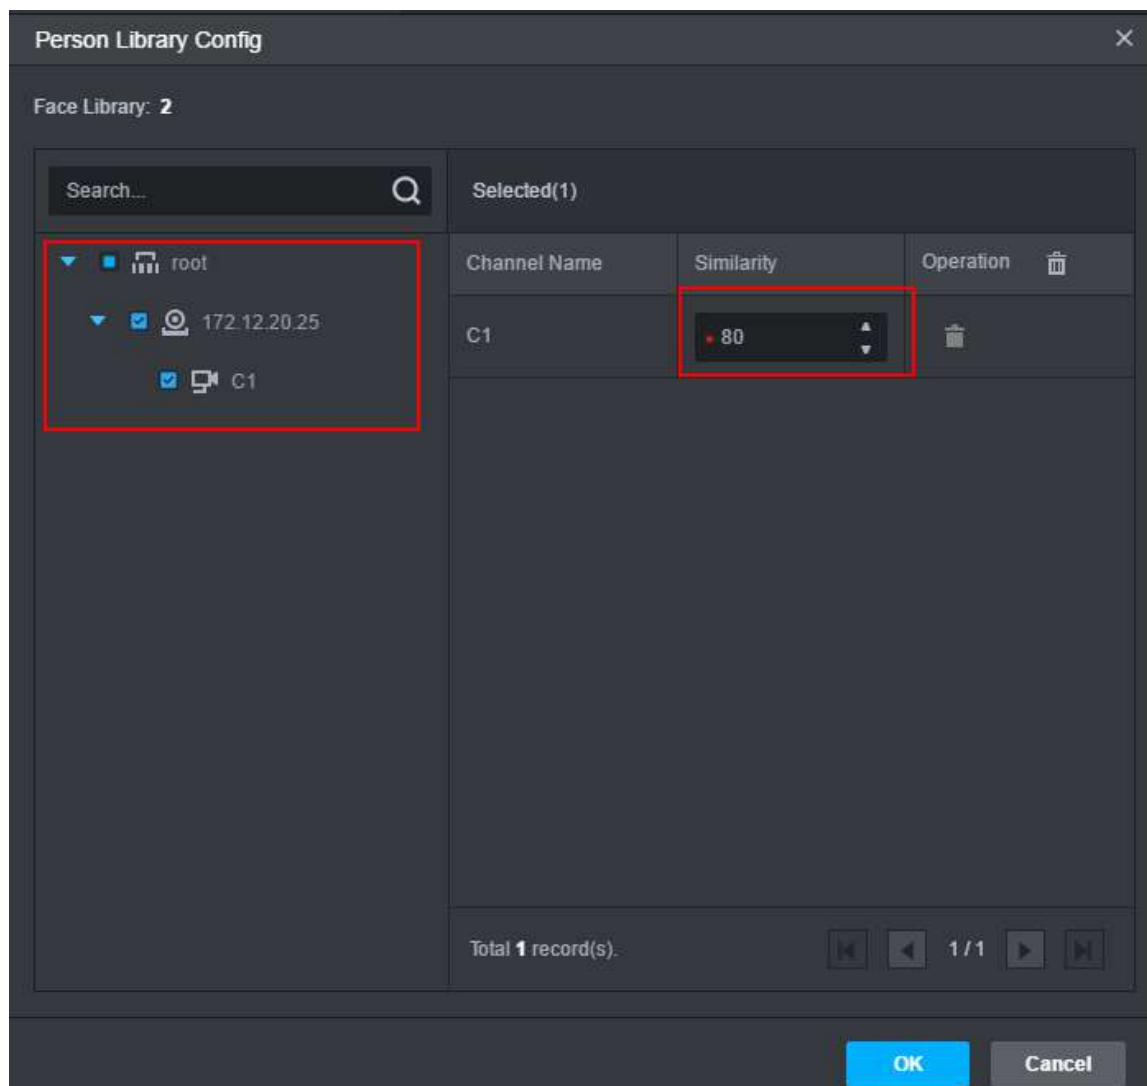 Person Library Config
Face Library: 2
Search...
Selected(1)
root
172.12.20.25
C1
Channel Name Similarity Operation
C1 80
Total 1 record(s). 1 / 1
OK Cancel